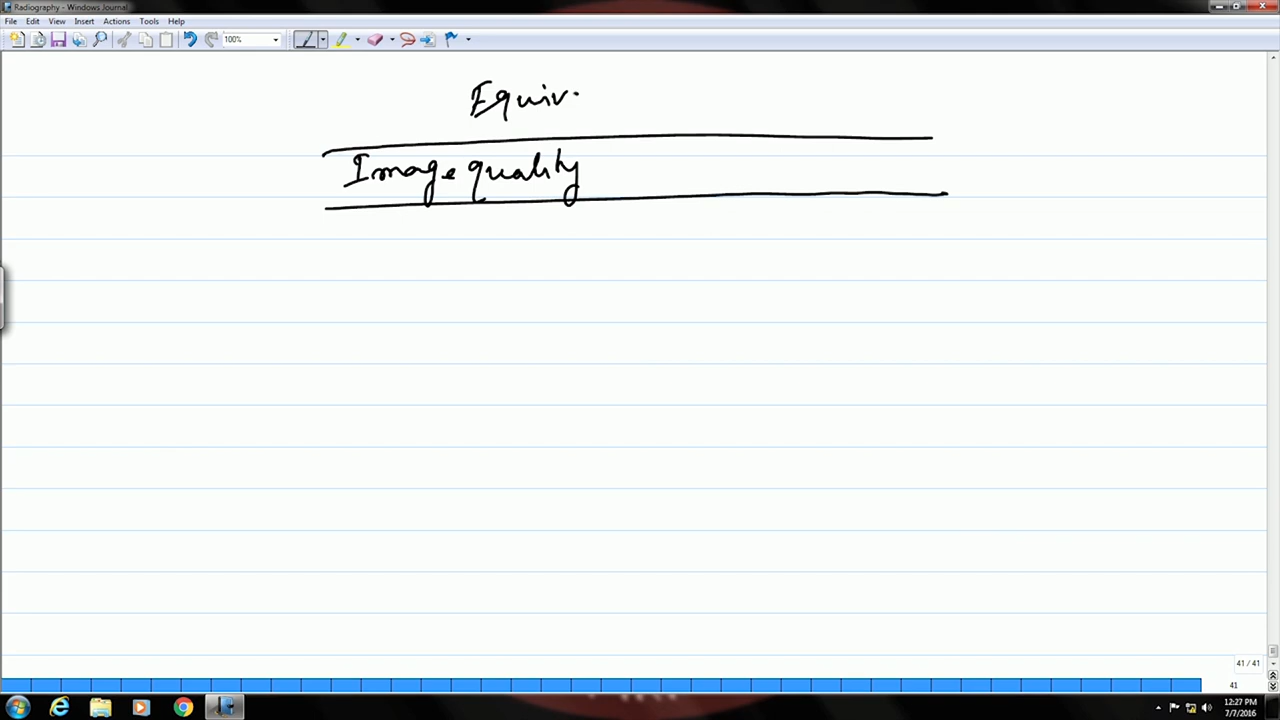 Radiography - Windows Journal
File Edit View Insert Actions Tools Help
100%
Equiv.
Image quality
41 / 41
41
12:27 PM
7/7/2016